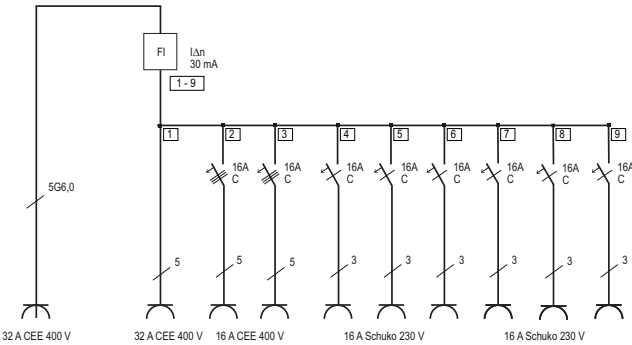 FI
IΔn
30 mA
1 - 9
1
2
3
4
5
6
7
8
9
16A
C
16A
C
16A
C
16A
C
16A
C
16A
C
16A
C
16A
C
5G6,0
5
5
5
3
3
3
3
3
3
32 A CEE 400 V
32 A CEE 400 V
16 A CEE 400 V
16 A Schuko 230 V
16 A Schuko 230 V